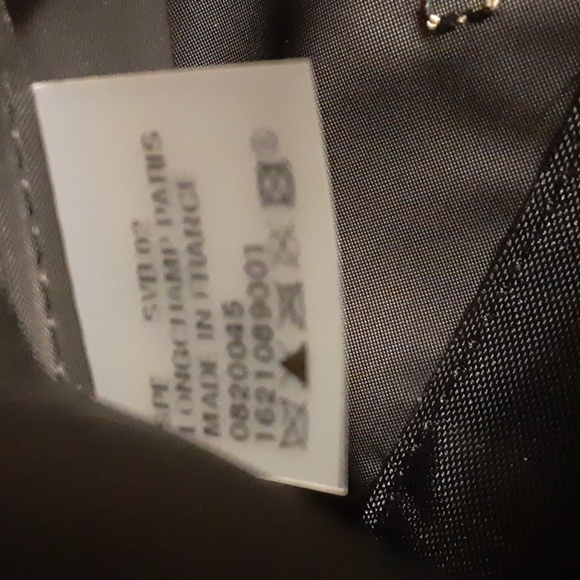 LONGCHAMP PARIS
MADE IN FRANCE
0820045
1621089001